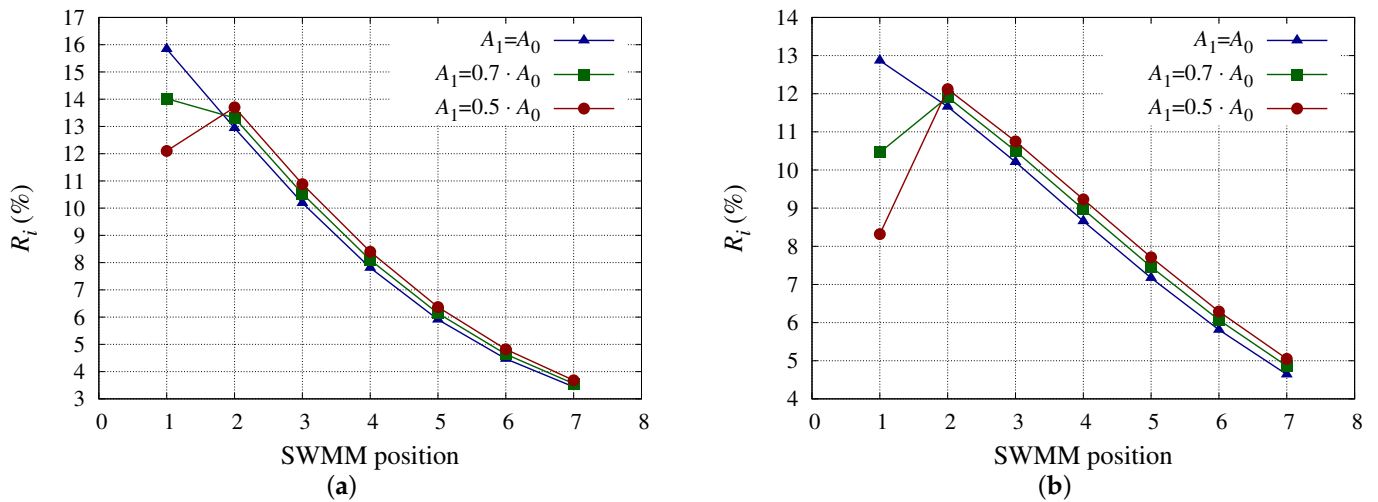 17
16
15
14
13
12
11
10
9
8
7
6
5
4
3
R_i (%)
0 1 2 3 4 5 6 7 8
SWMM position
A_1=A_0
A_1=0.7 · A_0
A_1=0.5 · A_0
(a)
14
13
12
11
10
9
8
7
6
5
4
R_i (%)
0 1 2 3 4 5 6 7 8
SWMM position
A_1=A_0
A_1=0.7 · A_0
A_1=0.5 · A_0
(b)